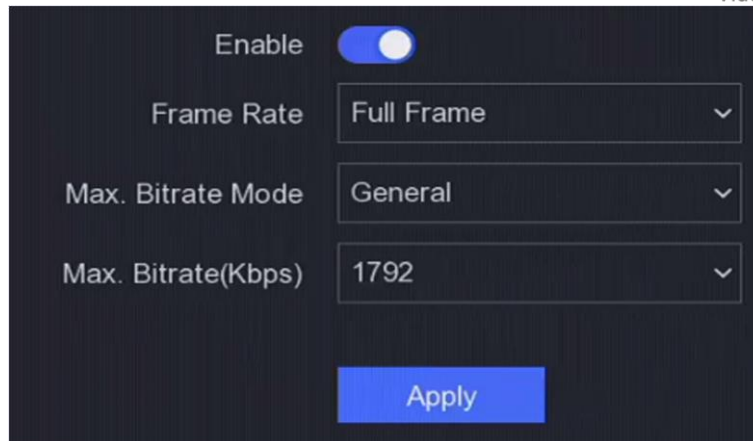 Enable
Frame Rate Full Frame
Max. Bitrate Mode General
Max. Bitrate(Kbps) 1792
Apply